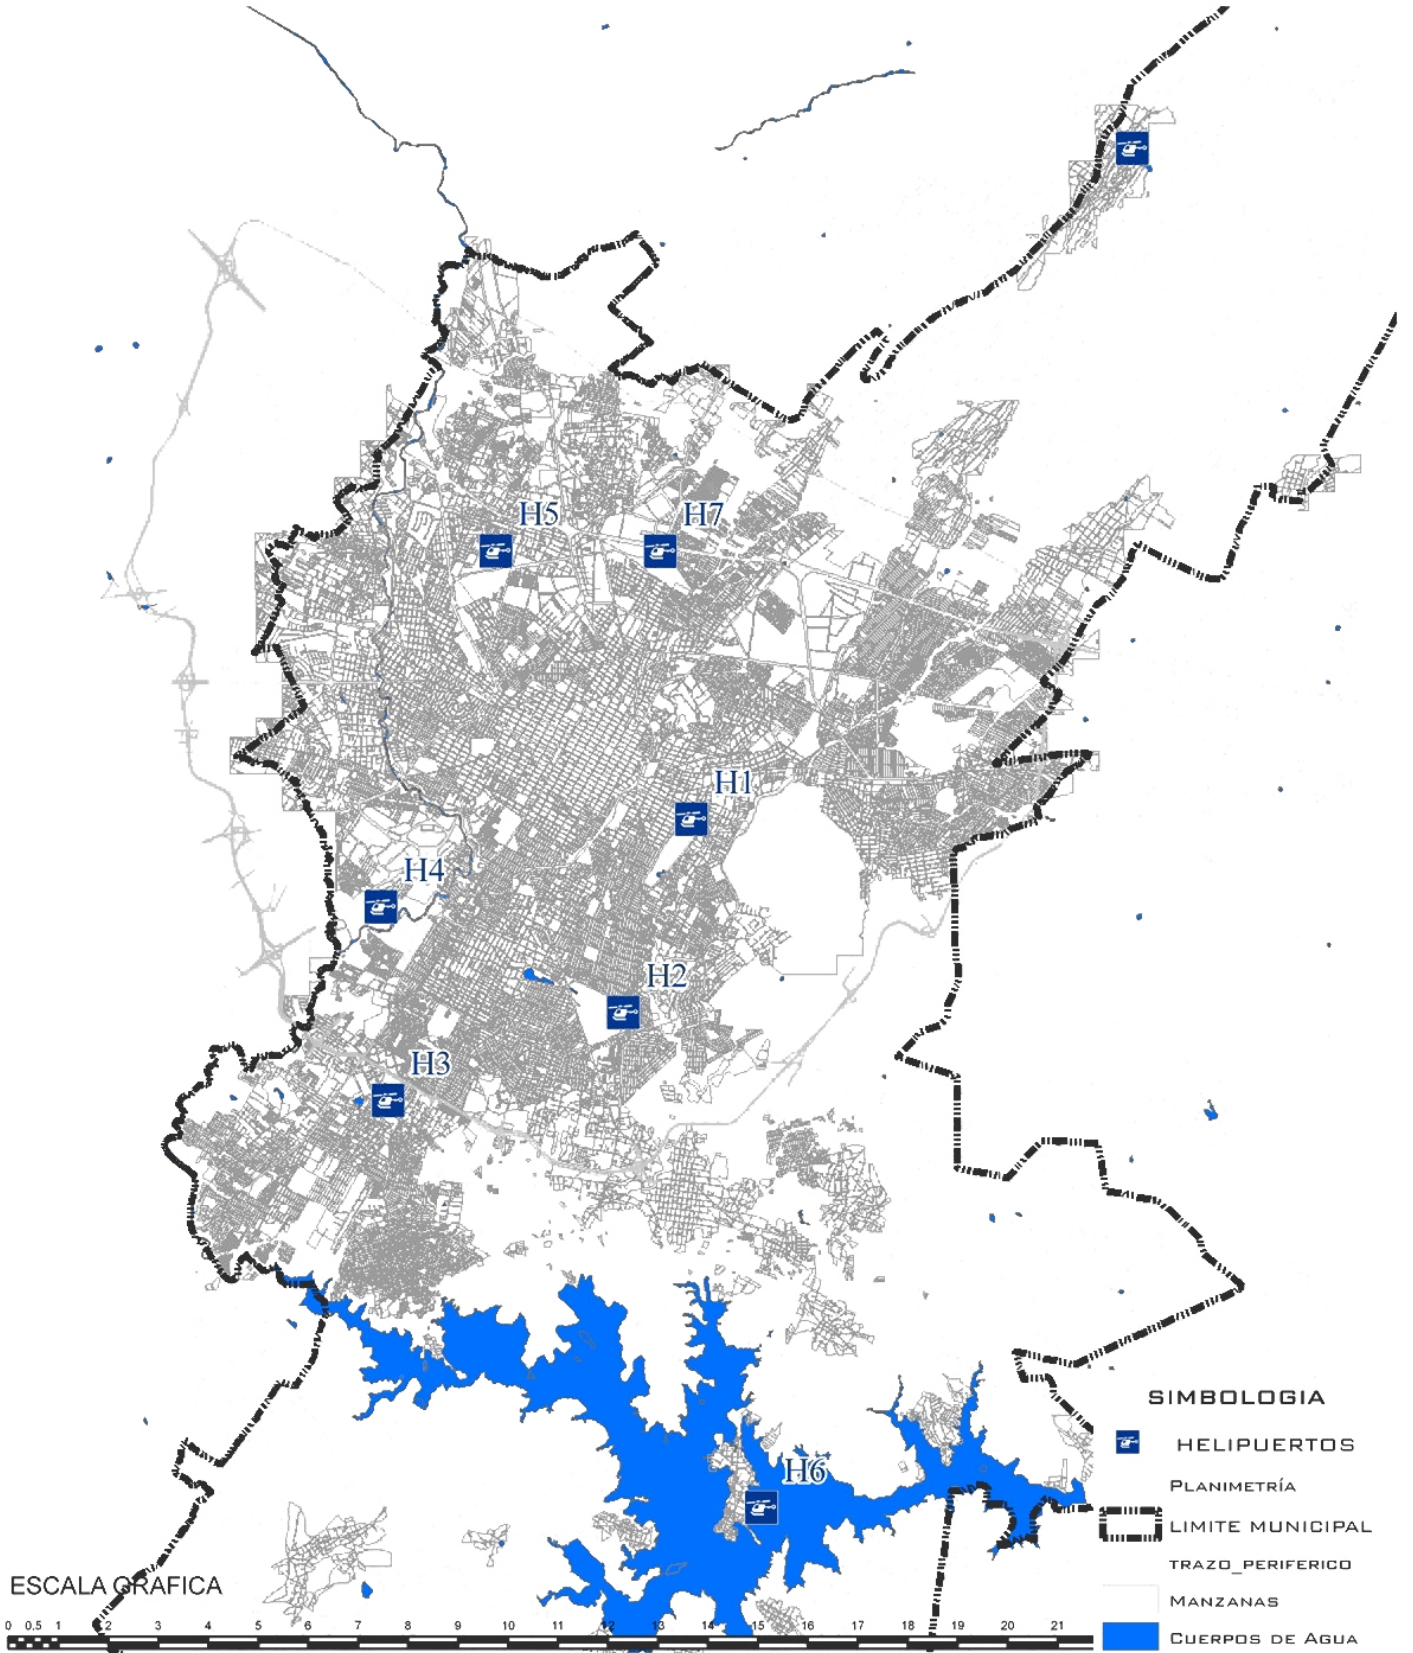 H5
H7
H1
H4
H2
H3
H6
SIMBOLOGIA
HELIPUERTOS
PLANIMETRÍA
LIMITE MUNICIPAL
TRAZO_PERIFERICO
MANZANAS
CUERPOS DE AGUA
ESCALA GRAFICA
0 0,5 1 2 3 4 5 6 7 8 9 10 11 12 13 14 15 16 17 18 19 20 21